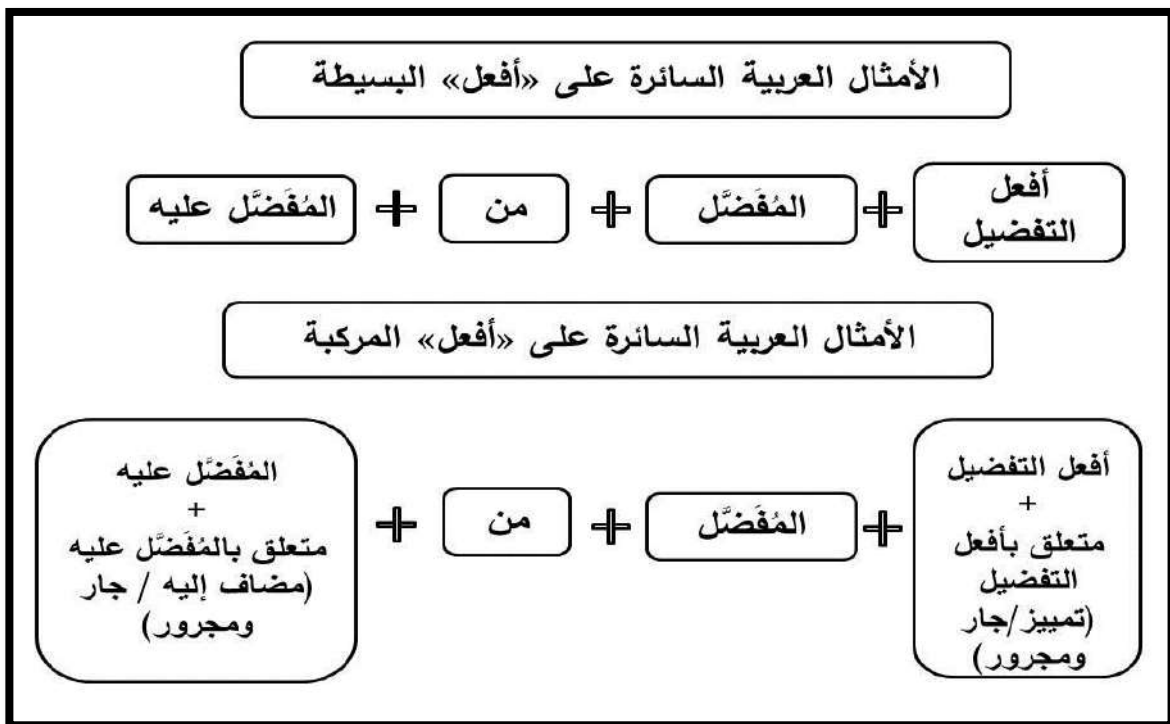 الأمثال العربية السائرة على «أفعل» البسيطة
أفعل
التفضيل
+
المُفَضَّل
+
من
+
المُفَضَّل عليه
الأمثال العربية السائرة على «أفعل» المركبة
أفعل التفضيل
+
متعلق بأفعل
التفضيل
(تمييز/جار
ومجرور)
+
المُفَضَّل
+
من
+
المُفَضَّل عليه
+
متعلق بالمُفَضَّل عليه
(مضاف إليه / جار
ومجرور)